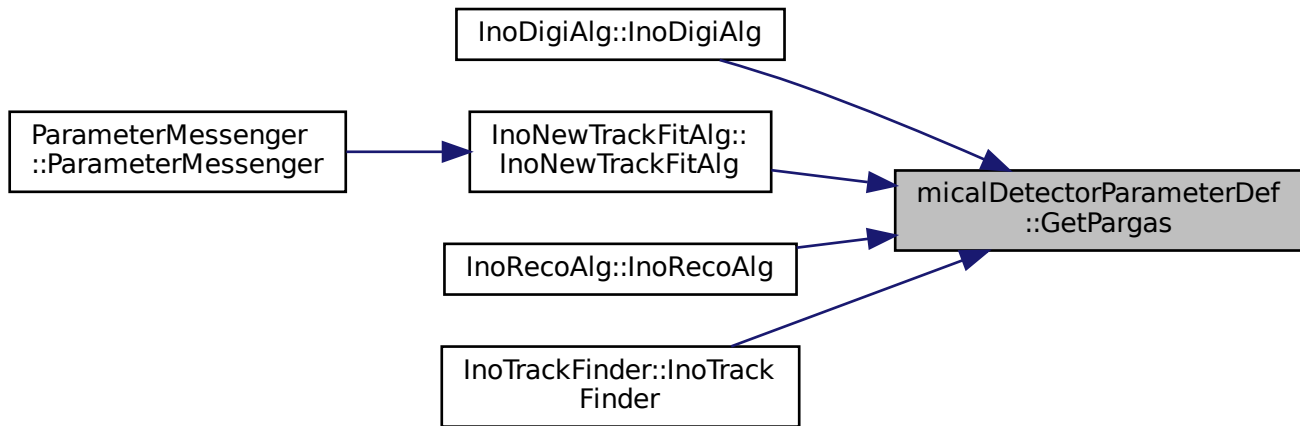 InoDigiAlg::InoDigiAlg
ParameterMessenger
::ParameterMessenger
InoNewTrackFitAlg::
InoNewTrackFitAlg
micalDetectorParameterDef
::GetPargas
InoRecoAlg::InoRecoAlg
InoTrackFinder::InoTrack
Finder